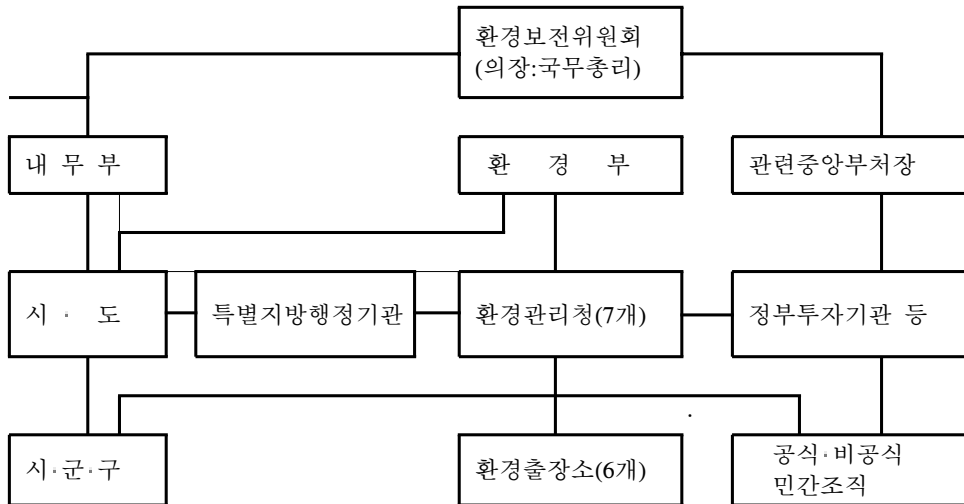 환경보전위원회
(의장:국무총리)
내 무 부
환 경 부
관련중앙부처장
시 · 도
특별지방행정기관
환경관리청(7개)
정부투자기관 등
시·군·구
환경출장소(6개)
공식·비공식
민간조직